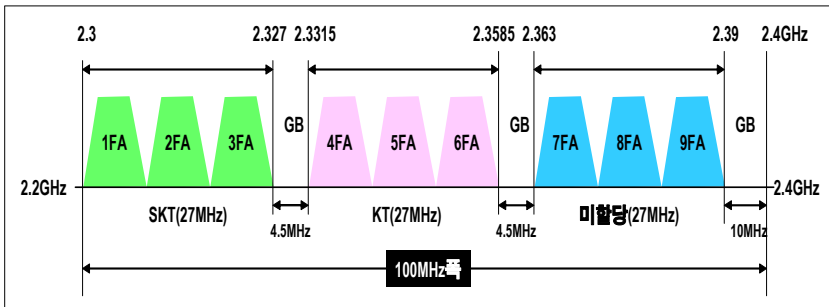 2.3 2.327 2.3315 2.3585 2.363 2.39 2.4GHz
GB GB GB
1FA 2FA 3FA 4FA 5FA 6FA 7FA 8FA 9FA
2.2GHz 2.4GHz
SKT(27MHz) KT(27MHz) 미할당(27MHz)
4.5MHz 4.5MHz 10MHz
100MHz폭